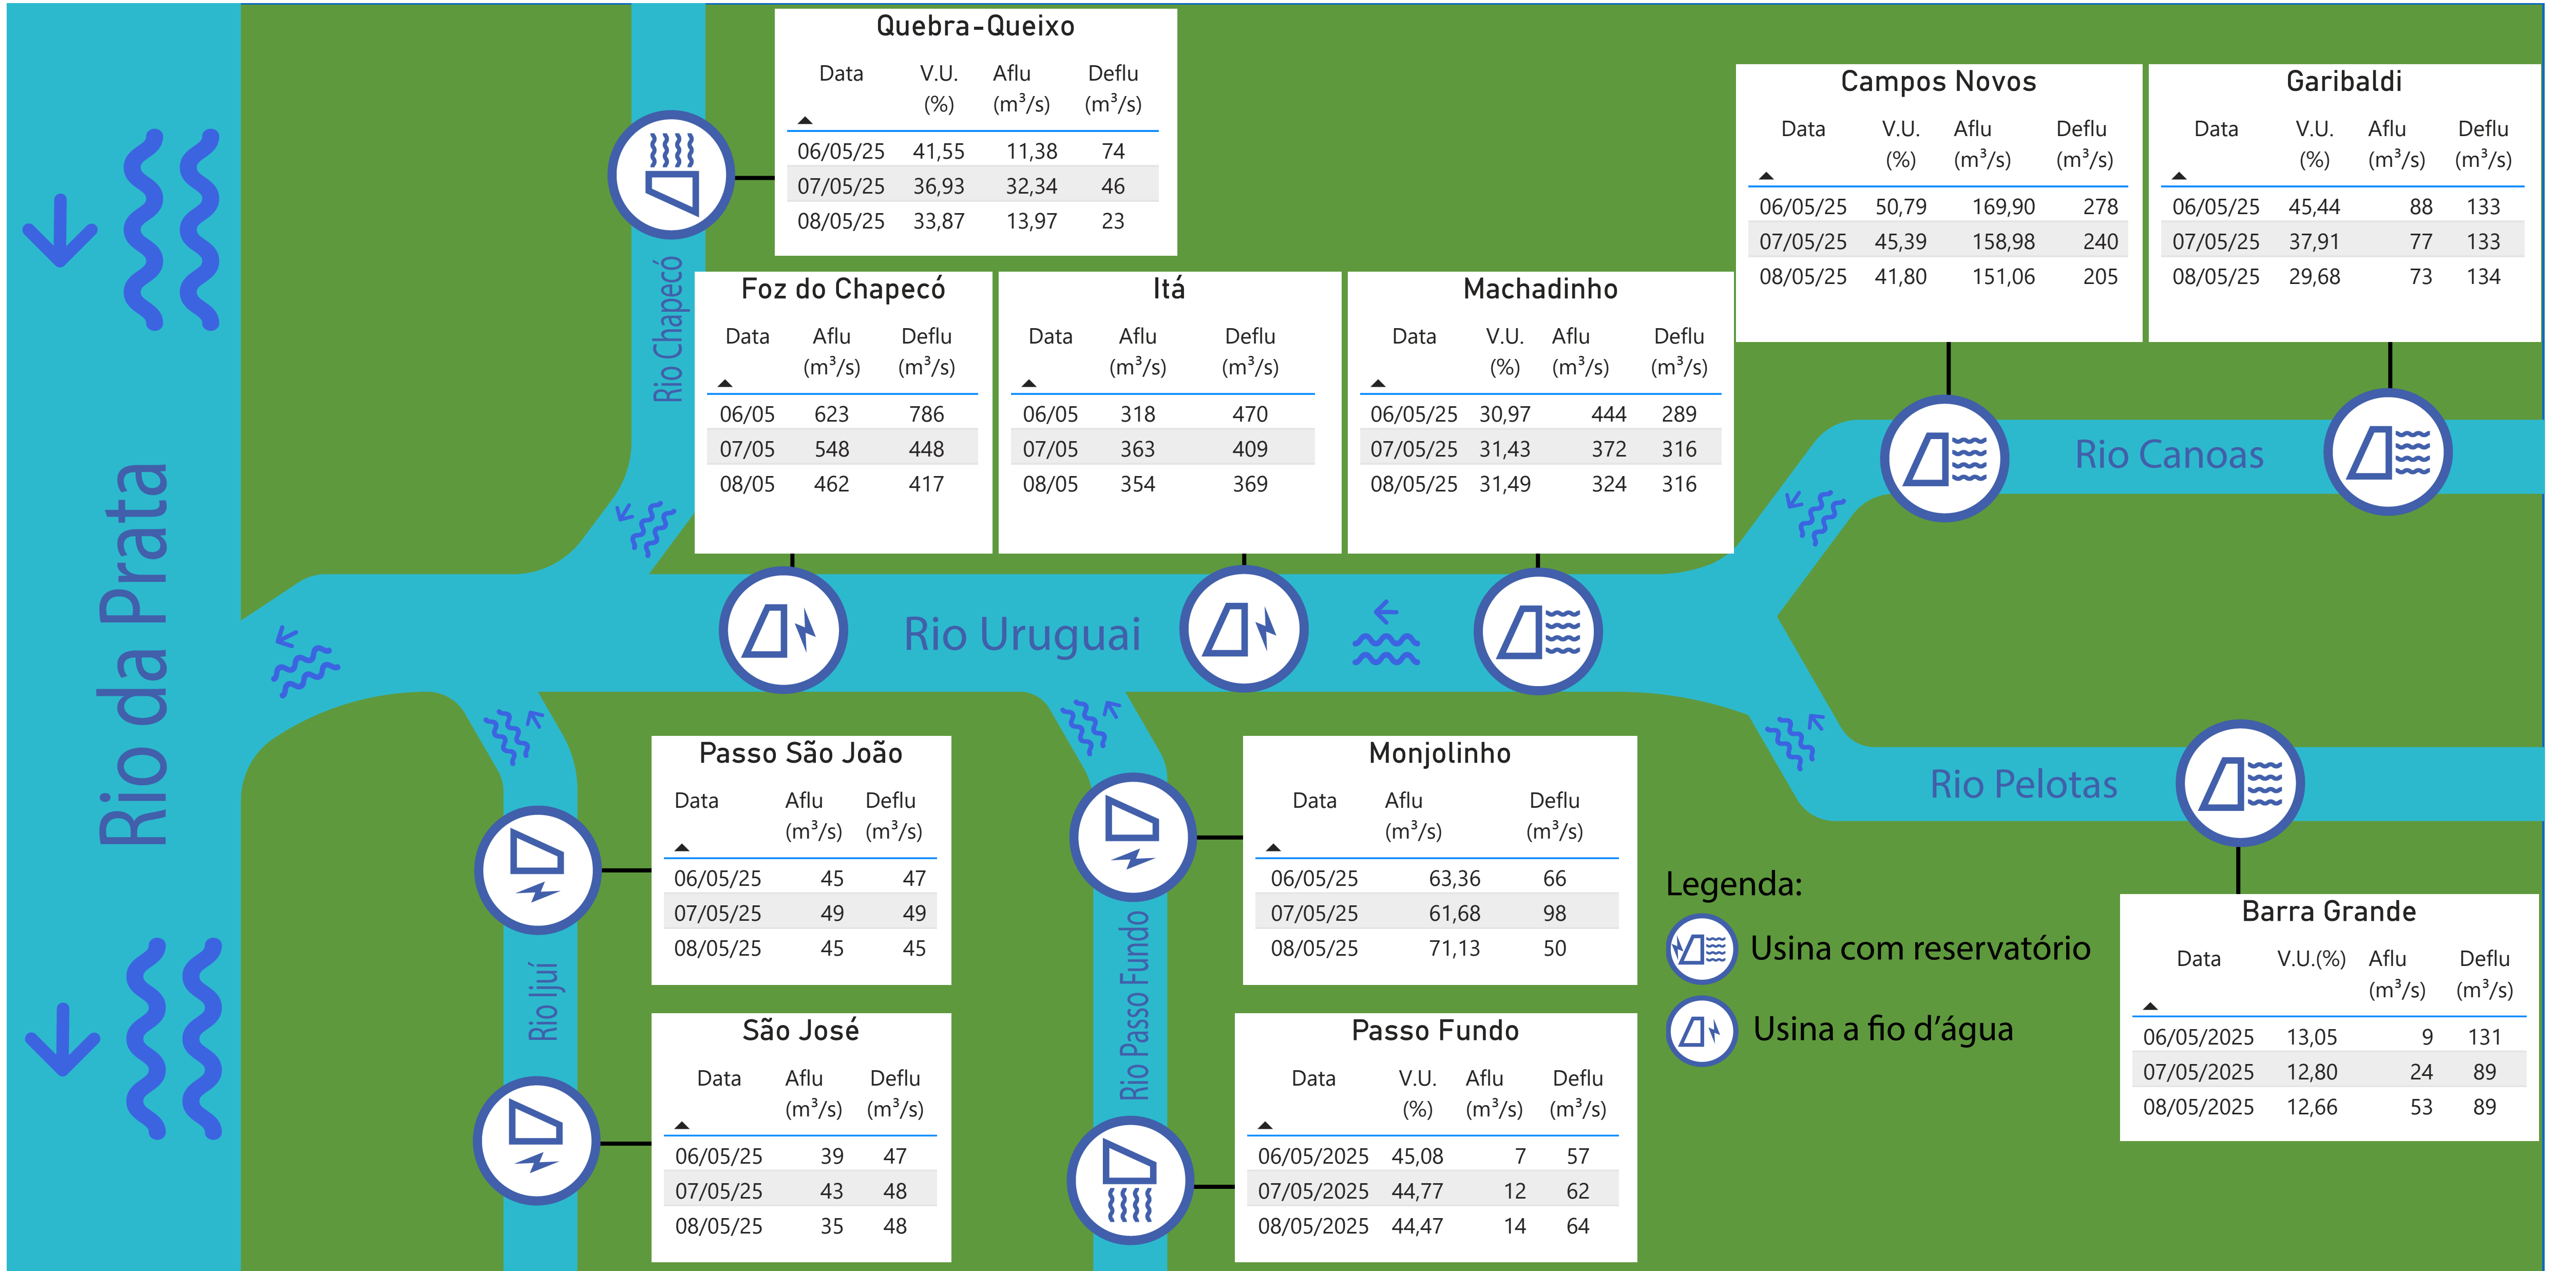 Quebra-Queixo
Data V.U. (%) Aflu (m³/s) Deflu (m³/s)
06/05/25 41,55 11,38 74
07/05/25 36,93 32,34 46
08/05/25 33,87 13,97 23
Campos Novos
Data V.U. (%) Aflu (m³/s) Deflu (m³/s)
06/05/25 50,79 169,90 278
07/05/25 45,39 158,98 240
08/05/25 41,80 151,06 205
Garibaldi
Data V.U. (%) Aflu (m³/s) Deflu (m³/s)
06/05/25 45,44 88 133
07/05/25 37,91 77 133
08/05/25 29,68 73 134
Rio Chapecó
Foz do Chapecó
Data Aflu (m³/s) Deflu (m³/s)
06/05 623 786
07/05 548 448
08/05 462 417
Itá
Data Aflu (m³/s) Deflu (m³/s)
06/05 318 470
07/05 363 409
08/05 354 369
Machadinho
Data V.U. (%) Aflu (m³/s) Deflu (m³/s)
06/05/25 30,97 444 289
07/05/25 31,43 372 316
08/05/25 31,49 324 316
Rio Canoas
Rio da Prata
Rio Uruguai
Rio Pelotas
Passo São João
Data Aflu (m³/s) Deflu (m³/s)
06/05/25 45 47
07/05/25 49 49
08/05/25 45 45
Monjolinho
Data Aflu (m³/s) Deflu (m³/s)
06/05/25 63,36 66
07/05/25 61,68 98
08/05/25 71,13 50
Rio Ijuí
Rio Passo Fundo
Legenda:
Usina com reservatório
Usina a fio d'água
Barra Grande
Data V.U.(%) Aflu (m³/s) Deflu (m³/s)
06/05/2025 13,05 9 131
07/05/2025 12,80 24 89
08/05/2025 12,66 53 89
São José
Data Aflu (m³/s) Deflu (m³/s)
06/05/25 39 47
07/05/25 43 48
08/05/25 35 48
Passo Fundo
Data V.U. (%) Aflu (m³/s) Deflu (m³/s)
06/05/2025 45,08 7 57
07/05/2025 44,77 12 62
08/05/2025 44,47 14 64